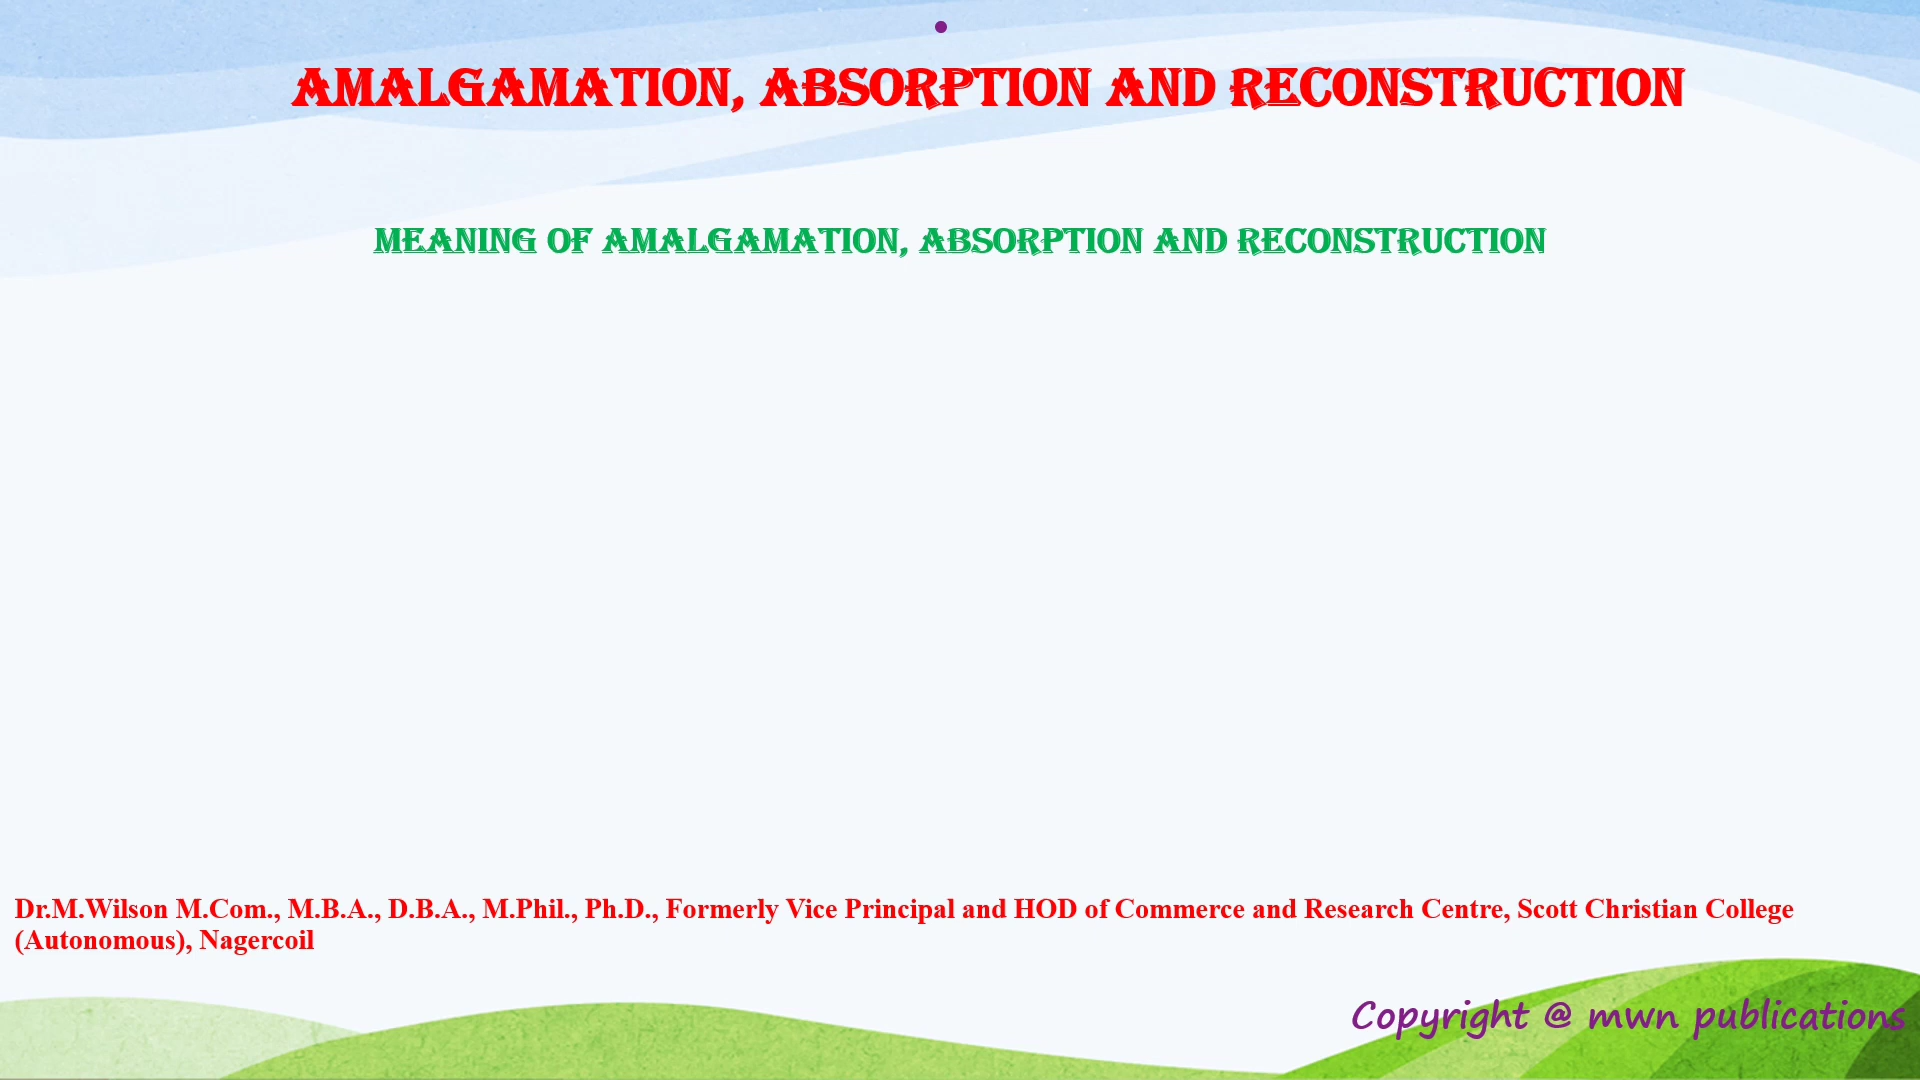 AMALGAMATION, ABSORPTION AND RECONSTRUCTION
MEANING OF AMALGAMATION, ABSORPTION AND RECONSTRUCTION
Dr.M.Wilson M.Com., M.B.A., D.B.A., M.Phil., Ph.D., Formerly Vice Principal and HOD of Commerce and Research Centre, Scott Christian College
(Autonomous), Nagercoil
Copyright @ mwn publications